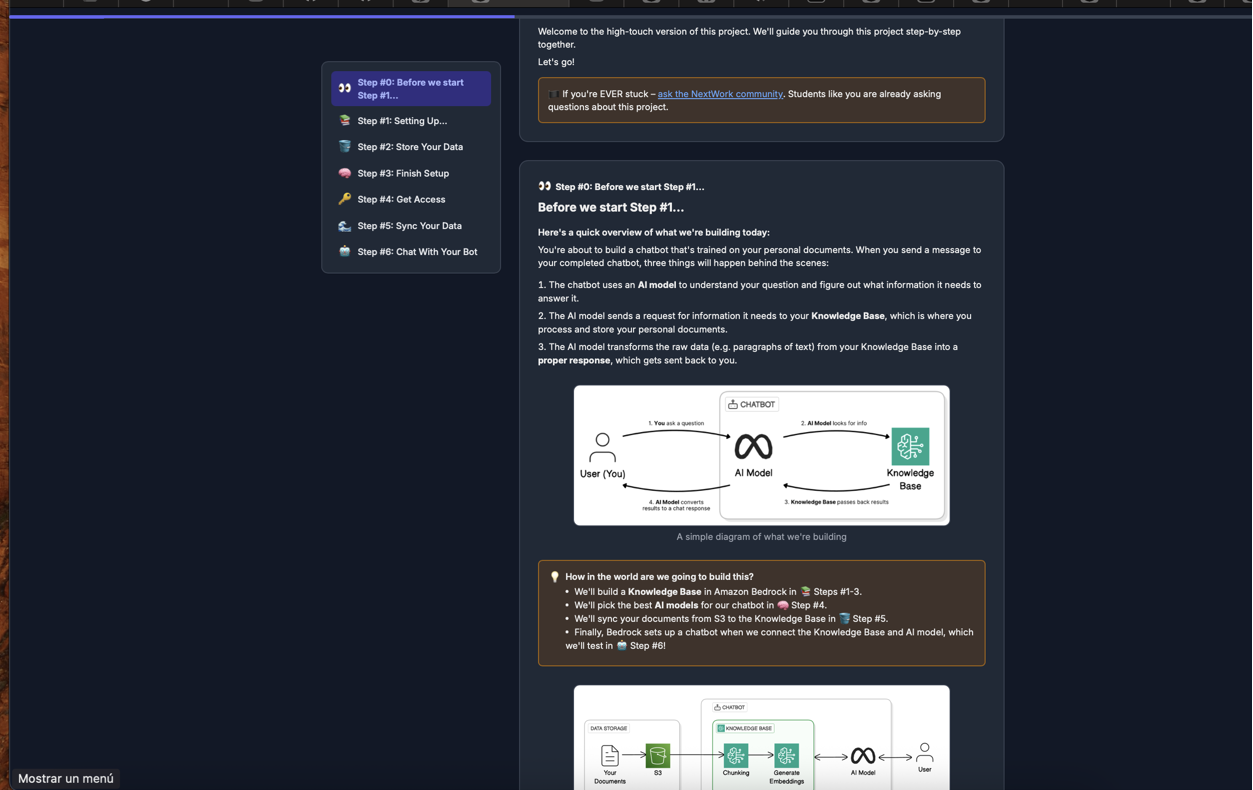 Welcome to the high-touch version of this project. We'll guide you through this project step-by-step
together.
Let's go!
If you're EVER stuck – ask the NextWork community. Students like you are already asking
questions about this project.
Step #0: Before we start
Step #1...
Step #1: Setting Up...
Step #2: Store Your Data
Step #3: Finish Setup
Step #4: Get Access
Step #5: Sync Your Data
Step #6: Chat With Your Bot
Step #0: Before we start Step #1...
Before we start Step #1...
Here's a quick overview of what we're building today:
You're about to build a chatbot that's trained on your personal documents. When you send a message to
your completed chatbot, three things will happen behind the scenes:
1. The chatbot uses an AI model to understand your question and figure out what information it needs to
answer it.
2. The AI model sends a request for information it needs to your Knowledge Base, which is where you
process and store your personal documents.
3. The AI model transforms the raw data (e.g. paragraphs of text) from your Knowledge Base into a
proper response, which gets sent back to you.
CHATBOT
1. You ask a question
2. AI Model looks for info
User (You)
AI Model
Knowledge
Base
4. AI Model converts
results to a chat response
3. Knowledge Base passes back results
A simple diagram of what we're building
How in the world are we going to build this?
• We'll build a Knowledge Base in Amazon Bedrock in Steps #1-3.
• We'll pick the best AI models for our chatbot in Step #4.
• We'll sync your documents from S3 to the Knowledge Base in Step #5.
• Finally, Bedrock sets up a chatbot when we connect the Knowledge Base and AI model, which
we'll test in Step #6!
CHATBOT
DATA STORAGE
KNOWLEDGE BASE
Your
Documents
S3
Chunking
Generate
Embeddings
AI Model
User
Mostrar un menú